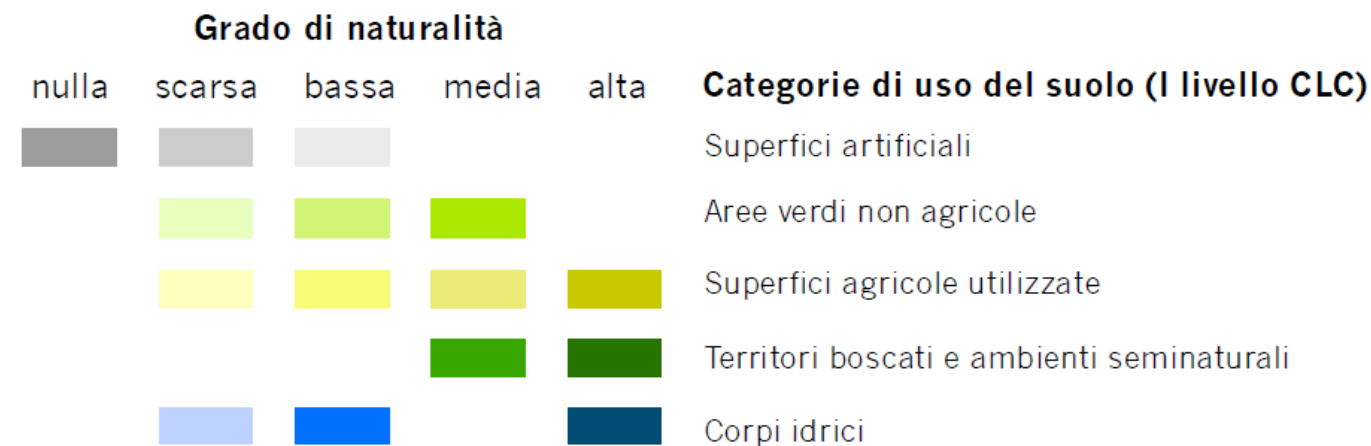 Grado di naturalità
nulla scarsa bassa media alta Categorie di uso del suolo (I livello CLC)
Superfici artificiali
Aree verdi non agricole
Superfici agricole utilizzate
Territori boscati e ambienti seminaturali
Corpi idrici